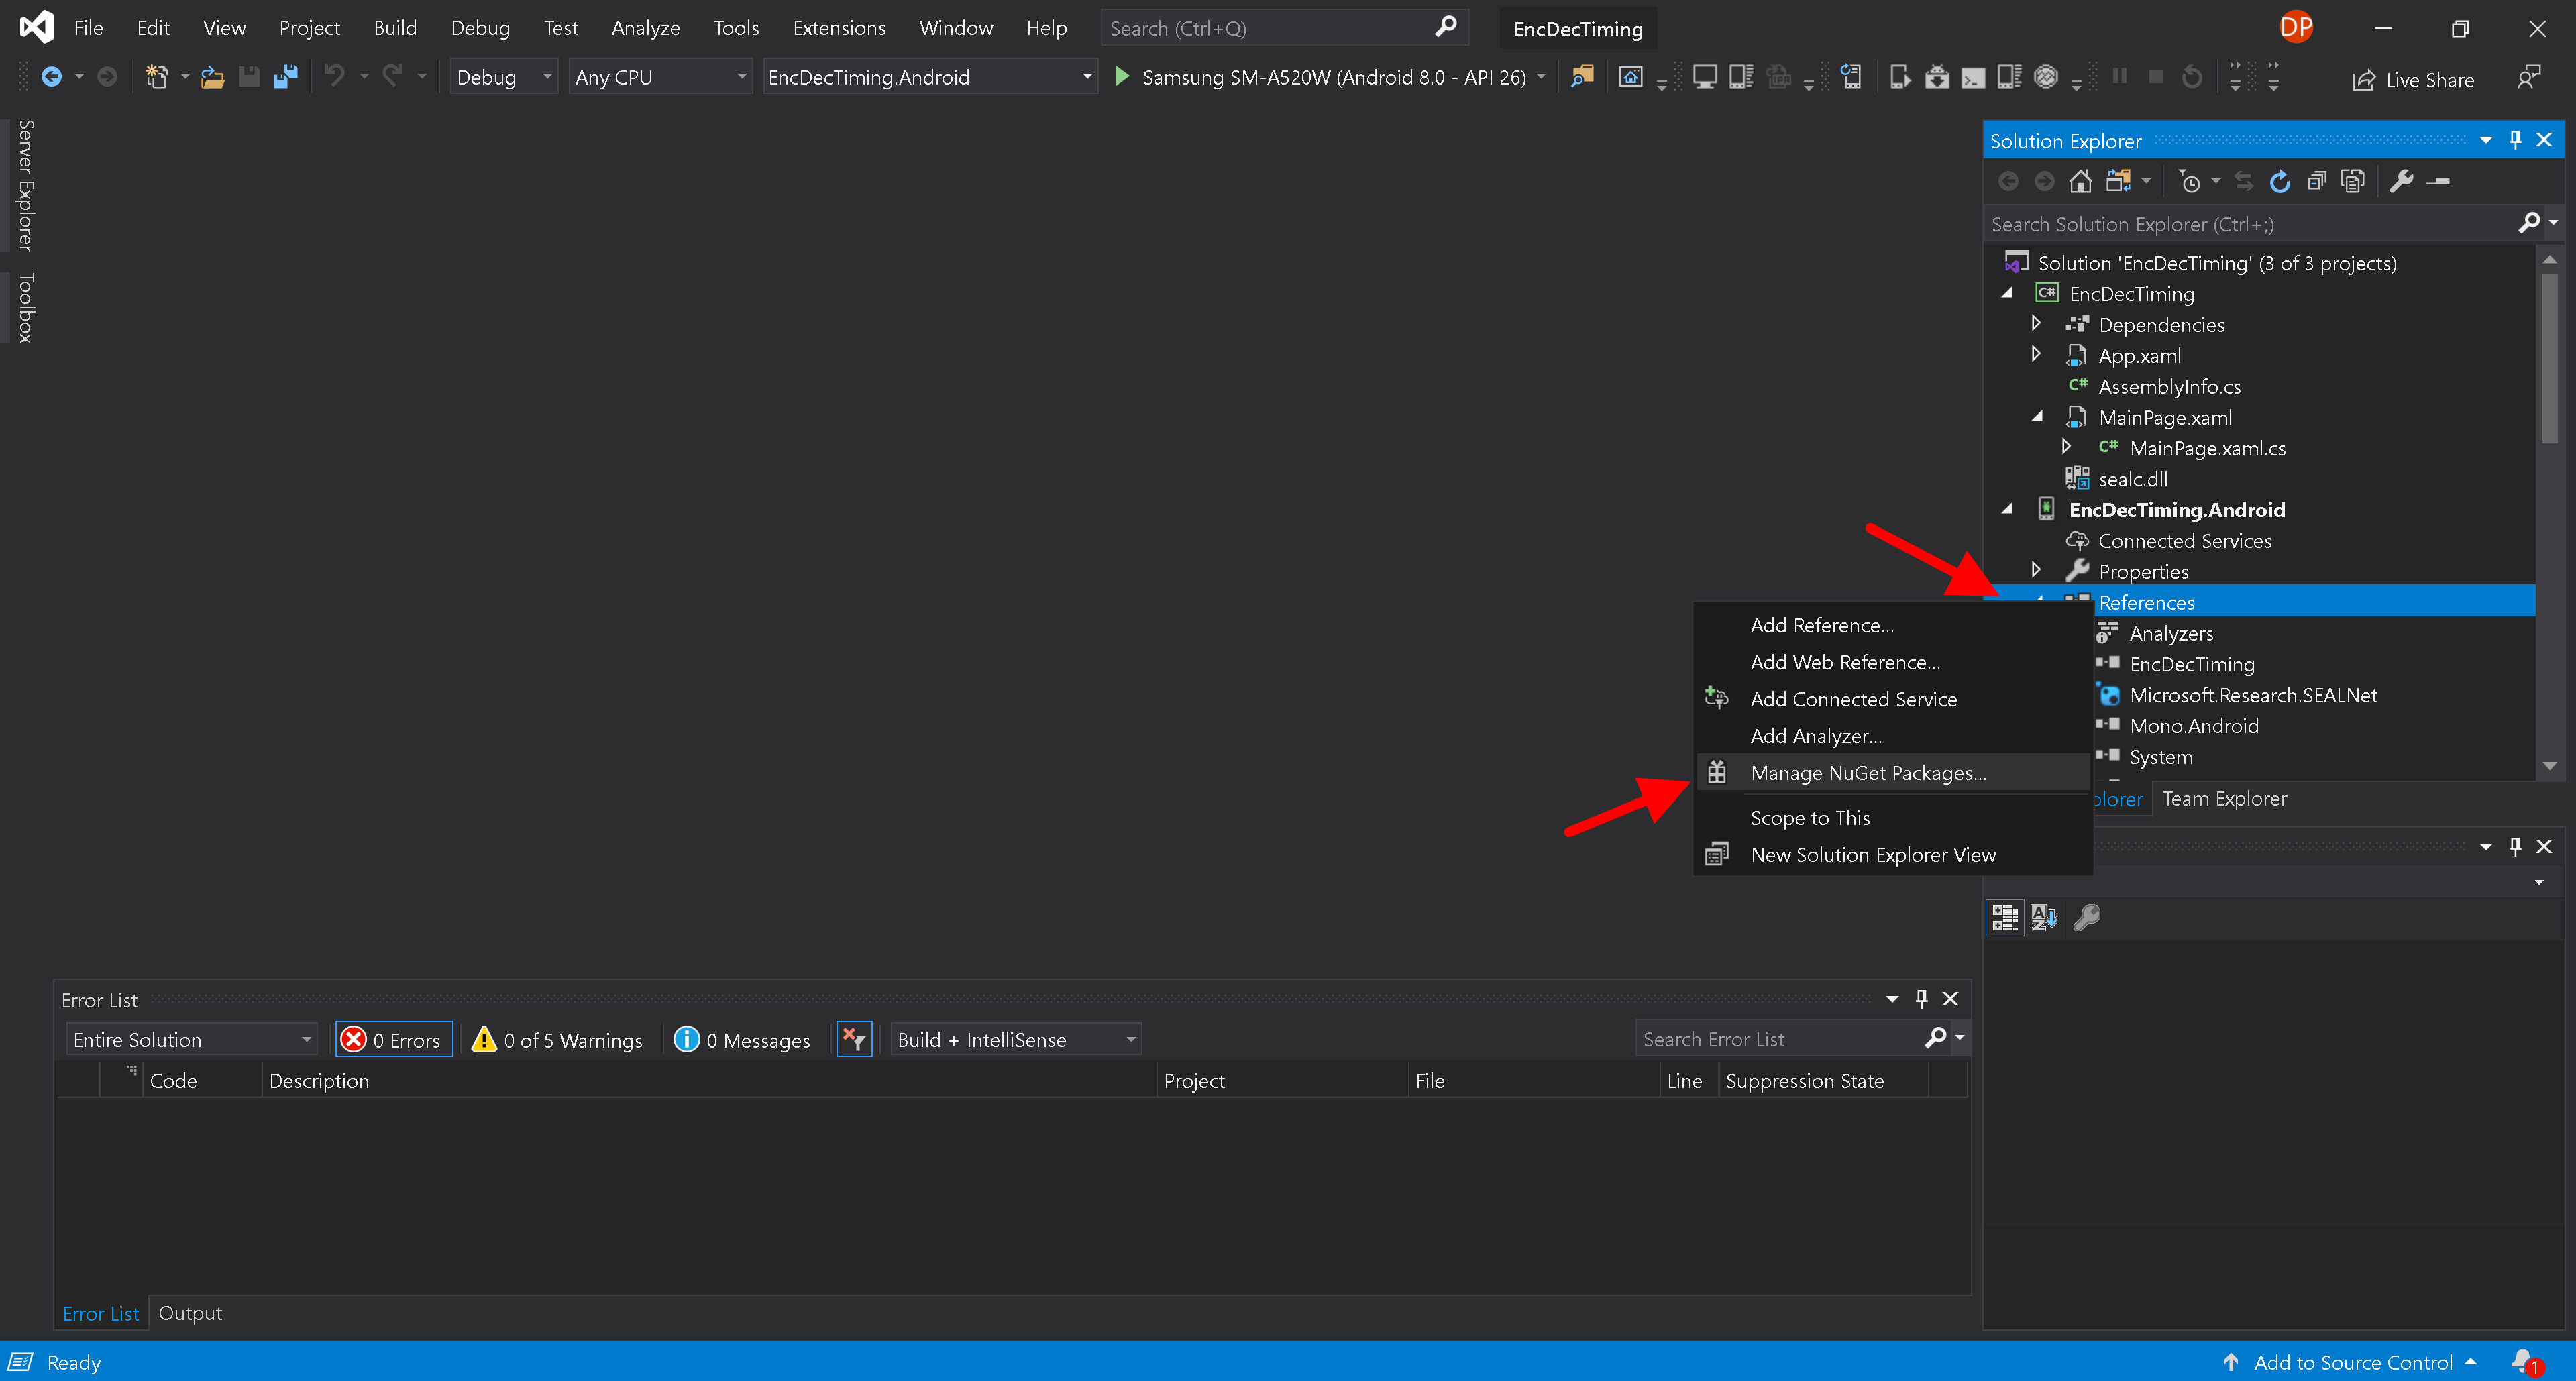 File Edit View Project Build Debug Test Analyze Tools Extensions Window Help Search (Ctrl+Q) EncDecTiming DP
Debug Any CPU EncDecTiming.Android Samsung SM-A520W (Android 8.0 - API 26) Live Share
Server Explorer
Toolbox
Solution Explorer
Search Solution Explorer (Ctrl+;)
Solution 'EncDecTiming' (3 of 3 projects)
C# EncDecTiming
Dependencies
App.xaml
C# AssemblyInfo.cs
MainPage.xaml
C# MainPage.xaml.cs
sealc.dll
EncDecTiming.Android
Connected Services
Properties
References
Analyzers
EncDecTiming
Microsoft.Research.SEALNet
Mono.Android
System
plorer Team Explorer
Add Reference...
Add Web Reference...
Add Connected Service
Add Analyzer...
Manage NuGet Packages...
Scope to This
New Solution Explorer View
Error List
Entire Solution 0 Errors 0 of 5 Warnings 0 Messages Build + IntelliSense Search Error List
Code Description Project File Line Suppression State
Error List Output
Ready Add to Source Control 1